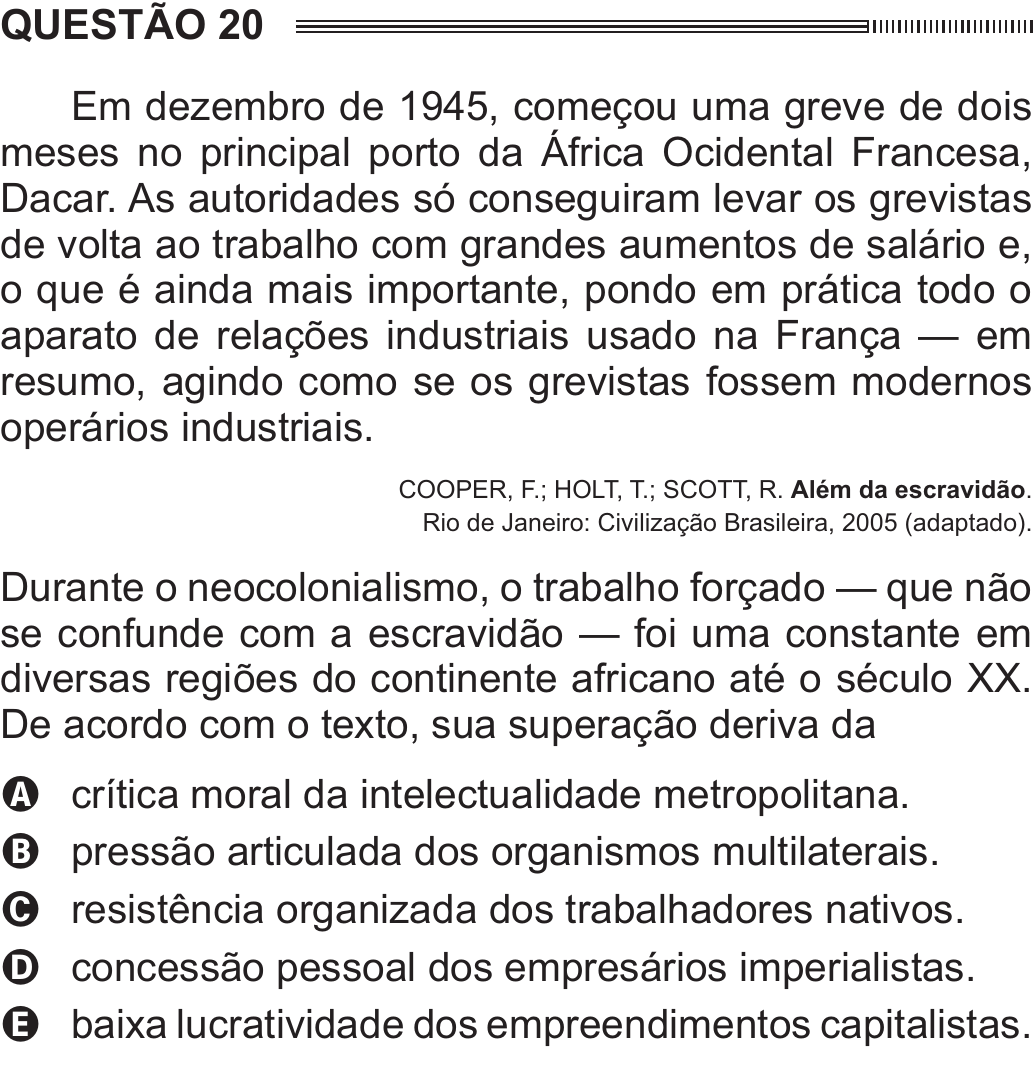 QUESTÃO 20
Em dezembro de 1945, começou uma greve de dois
meses no principal porto da África Ocidental Francesa,
Dacar. As autoridades só conseguiram levar os grevistas
de volta ao trabalho com grandes aumentos de salário e,
o que é ainda mais importante, pondo em prática todo o
aparato de relações industriais usado na França — em
resumo, agindo como se os grevistas fossem modernos
operários industriais.
COOPER, F.; HOLT, T.; SCOTT, R. Além da escravidão.
Rio de Janeiro: Civilização Brasileira, 2005 (adaptado).
Durante o neocolonialismo, o trabalho forçado — que não
se confunde com a escravidão — foi uma constante em
diversas regiões do continente africano até o século XX.
De acordo com o texto, sua superação deriva da
A crítica moral da intelectualidade metropolitana.
B pressão articulada dos organismos multilaterais.
C resistência organizada dos trabalhadores nativos.
D concessão pessoal dos empresários imperialistas.
E baixa lucratividade dos empreendimentos capitalistas.